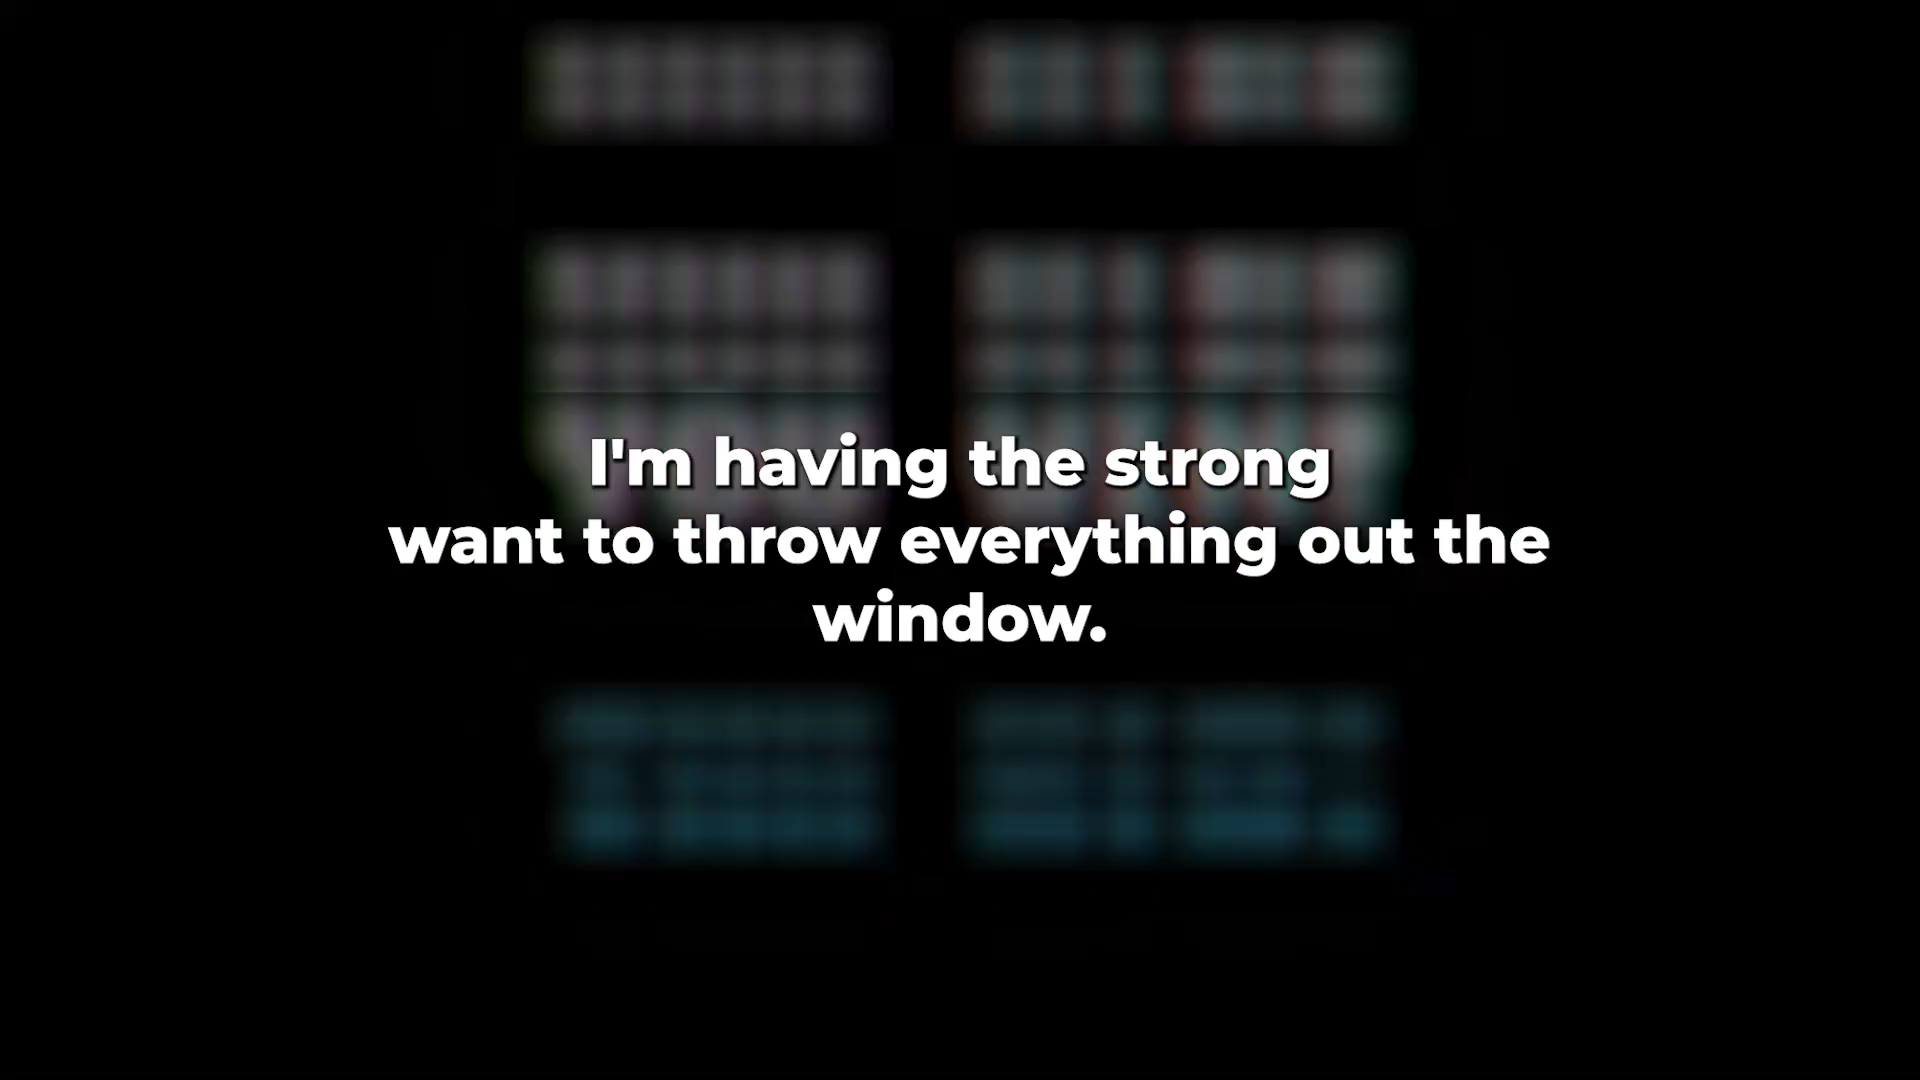 I'm having the strong
want to throw everything out the
window.